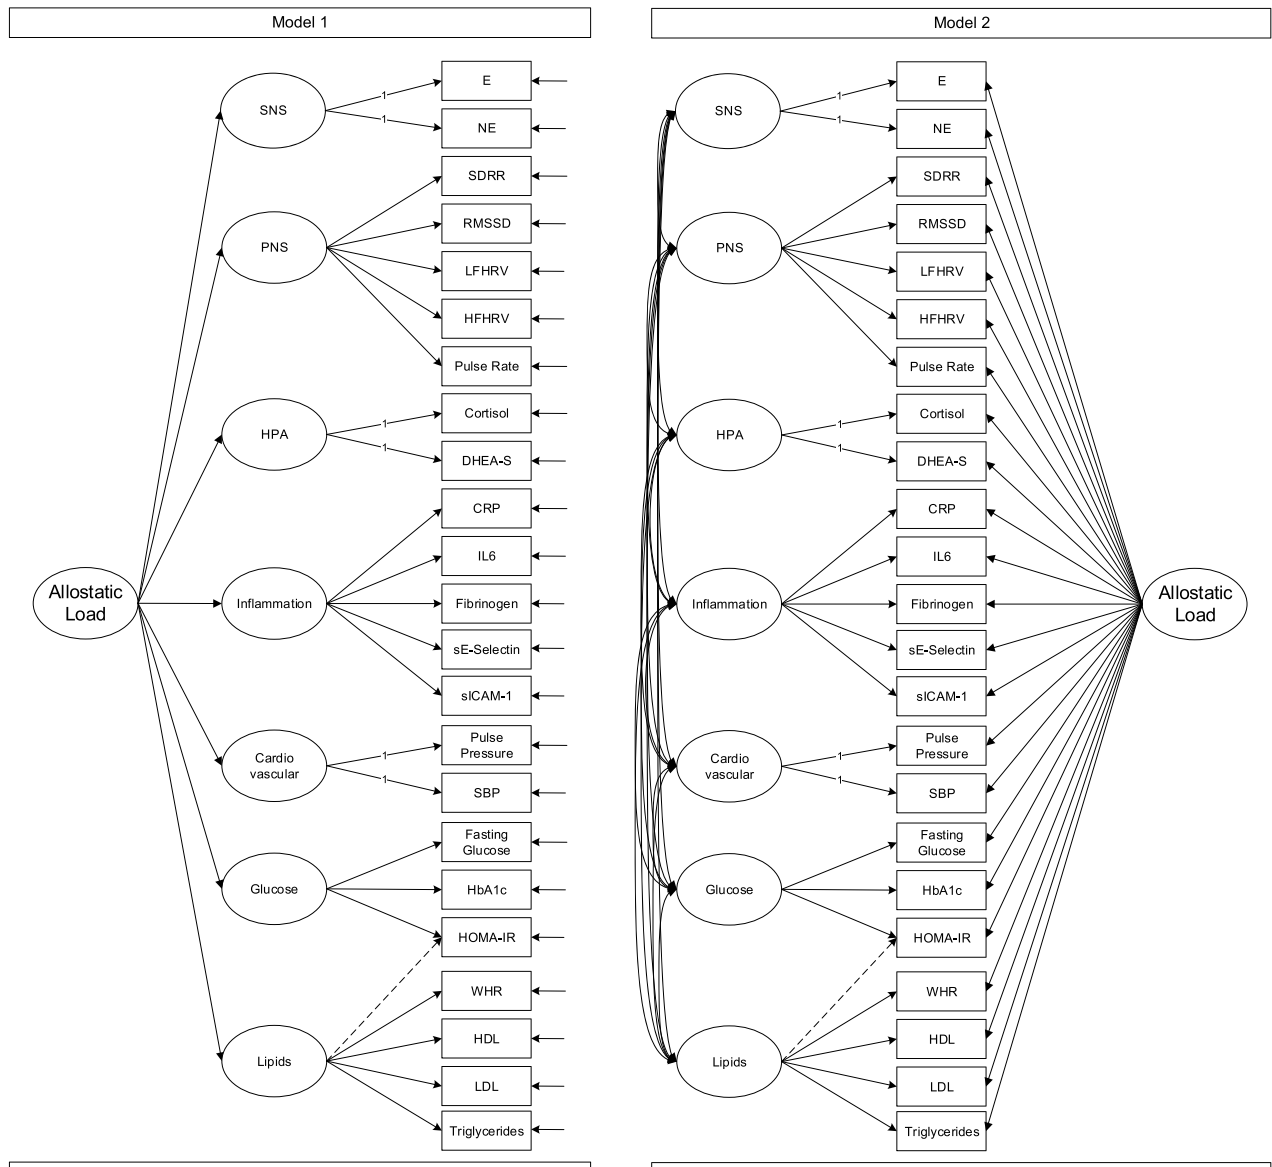 Model 1
SNS
1
1
E
NE
PNS
SDRR
RMSSD
LFHRV
HFHRV
Pulse Rate
HPA
1
1
Cortisol
DHEA-S
Allostatic
Load
Inflammation
CRP
IL6
Fibrinogen
sE-Selectin
sICAM-1
Cardio
vascular
1
1
Pulse
Pressure
SBP
Glucose
Fasting
Glucose
HbA1c
HOMA-IR
Lipids
WHR
HDL
LDL
Triglycerides
Model 2
SNS
1
1
E
NE
PNS
SDRR
RMSSD
LFHRV
HFHRV
Pulse Rate
HPA
1
1
Cortisol
DHEA-S
Inflammation
CRP
IL6
Fibrinogen
sE-Selectin
sICAM-1
Allostatic
Load
Cardio
vascular
1
1
Pulse
Pressure
SBP
Glucose
Fasting
Glucose
HbA1c
HOMA-IR
Lipids
WHR
HDL
LDL
Triglycerides